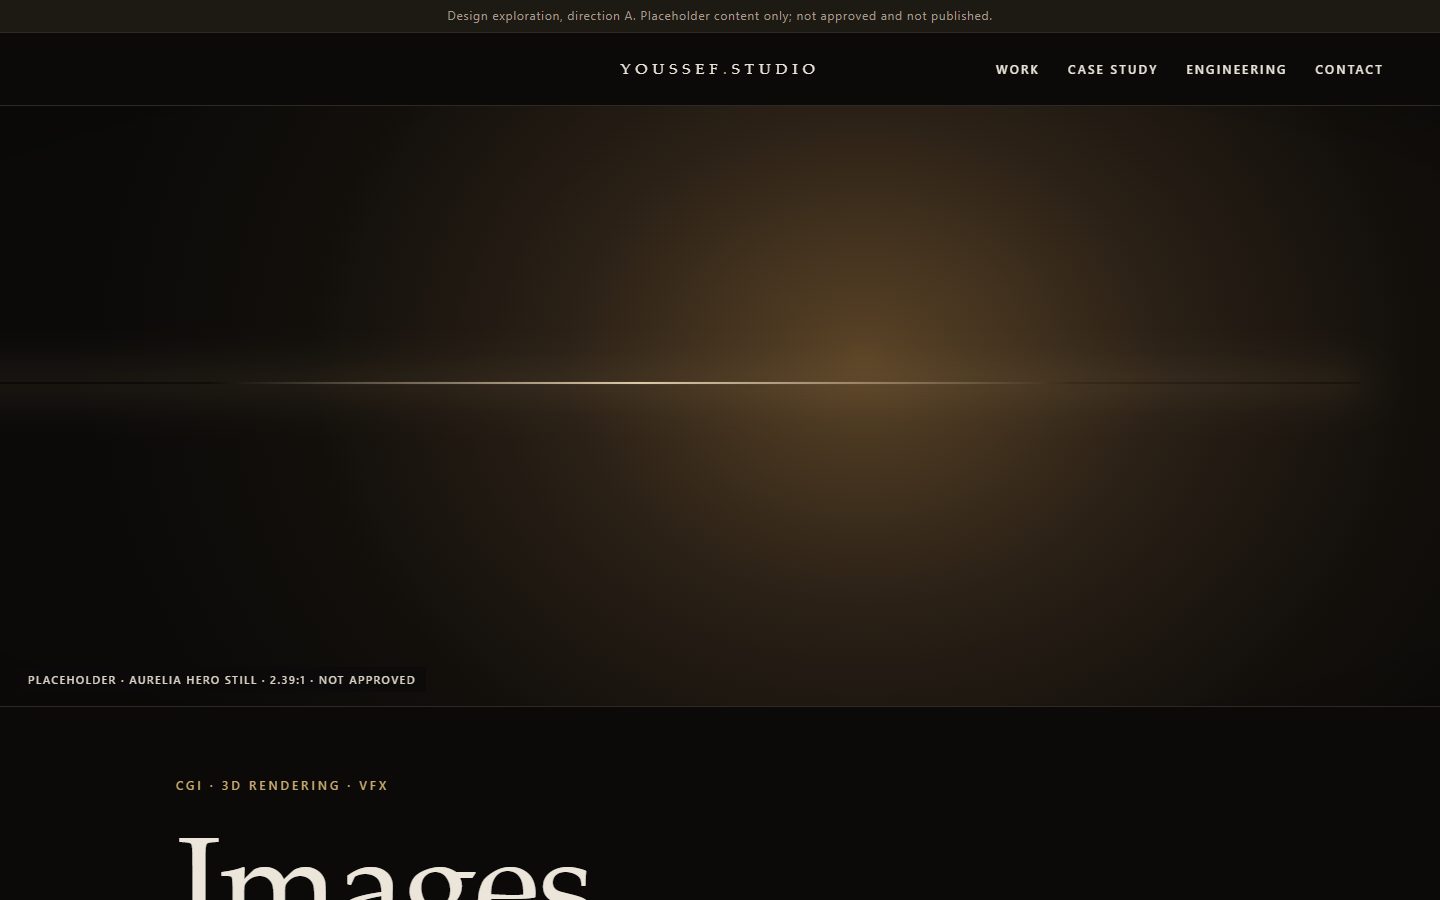 Design exploration, direction A. Placeholder content only; not approved and not published.
YOUSSEF.STUDIO
WORK CASE STUDY ENGINEERING CONTACT
PLACEHOLDER · AURELIA HERO STILL · 2.39:1 · NOT APPROVED
CGI · 3D RENDERING · VFX
Images